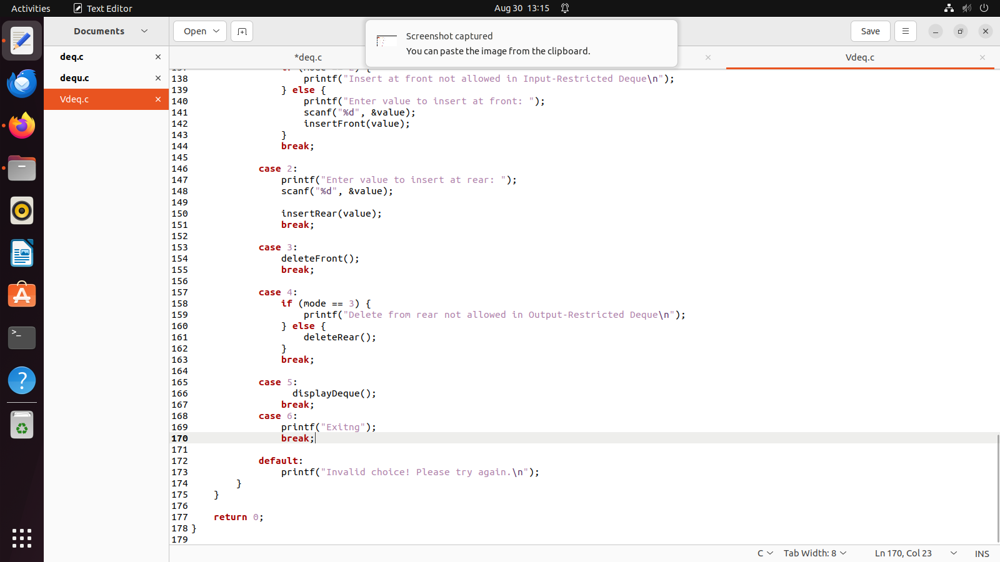 Activities
Text Editor
Aug 30 13:15
Documents
Open
Screenshot captured
You can paste the image from the clipboard.
Save
deq.c
dequ.c
Vdeq.c
*deq.c
Vdeq.c
138 printf("Insert at front not allowed in Input-Restricted Deque\n");
139 } else {
140 printf("Enter value to insert at front: ");
141 scanf("%d", &value);
142 insertFront(value);
143 }
144 break;
145
146 case 2:
147 printf("Enter value to insert at rear: ");
148 scanf("%d", &value);
149
150 insertRear(value);
151 break;
152
153 case 3:
154 deleteFront();
155 break;
156
157 case 4:
158 if (mode == 3) {
159 printf("Delete from rear not allowed in Output-Restricted Deque\n");
160 } else {
161 deleteRear();
162 }
163 break;
164
165 case 5:
166 displayDeque();
167 break;
168 case 6:
169 printf("Exitng");
170 break;
171
172 default:
173 printf("Invalid choice! Please try again.\n");
174 }
175 }
176
177 return 0;
178 }
179
C
Tab Width: 8
Ln 170, Col 23
INS